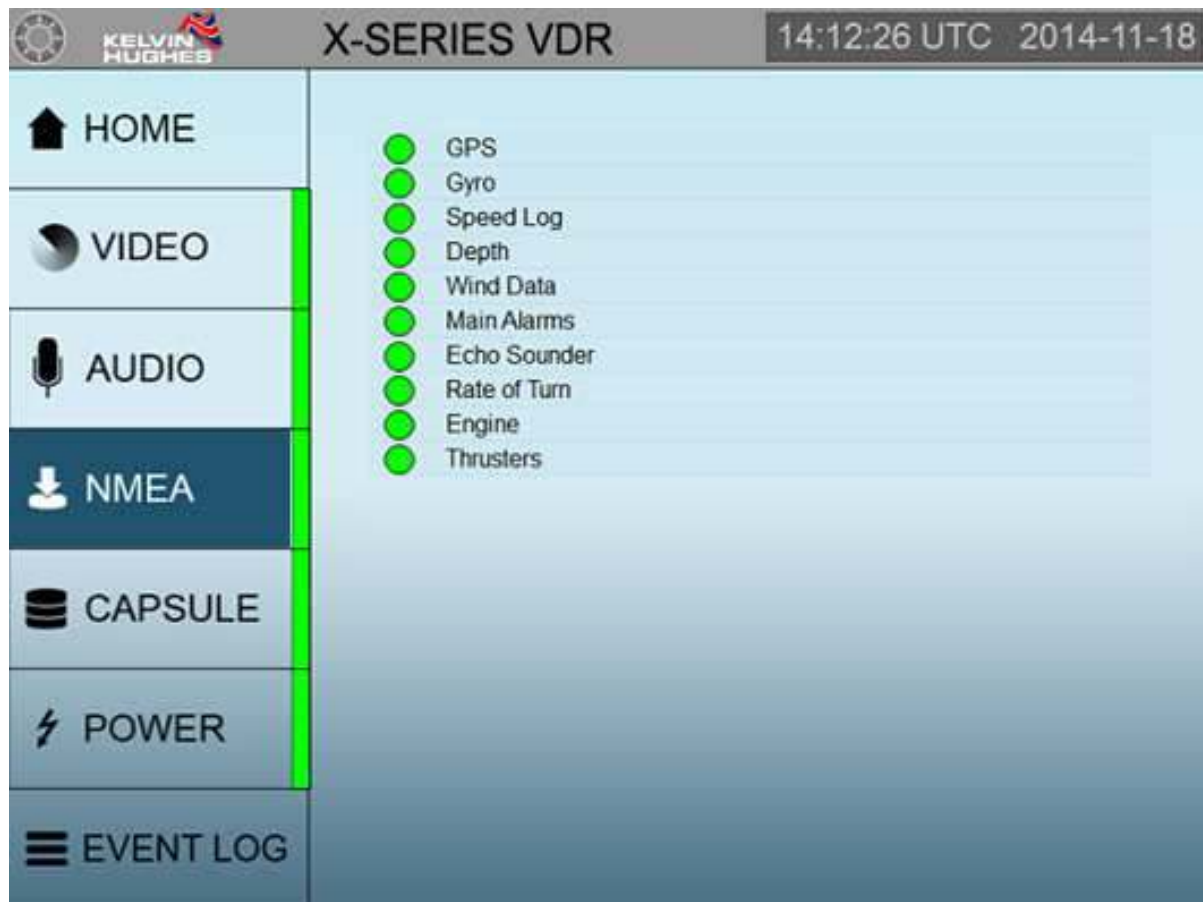 KELVIN
HUGHES
X-SERIES VDR
14:12:26 UTC 2014-11-18
HOME
VIDEO
AUDIO
NMEA
CAPSULE
POWER
EVENT LOG
GPS
Gyro
Speed Log
Depth
Wind Data
Main Alarms
Echo Sounder
Rate of Turn
Engine
Thrusters